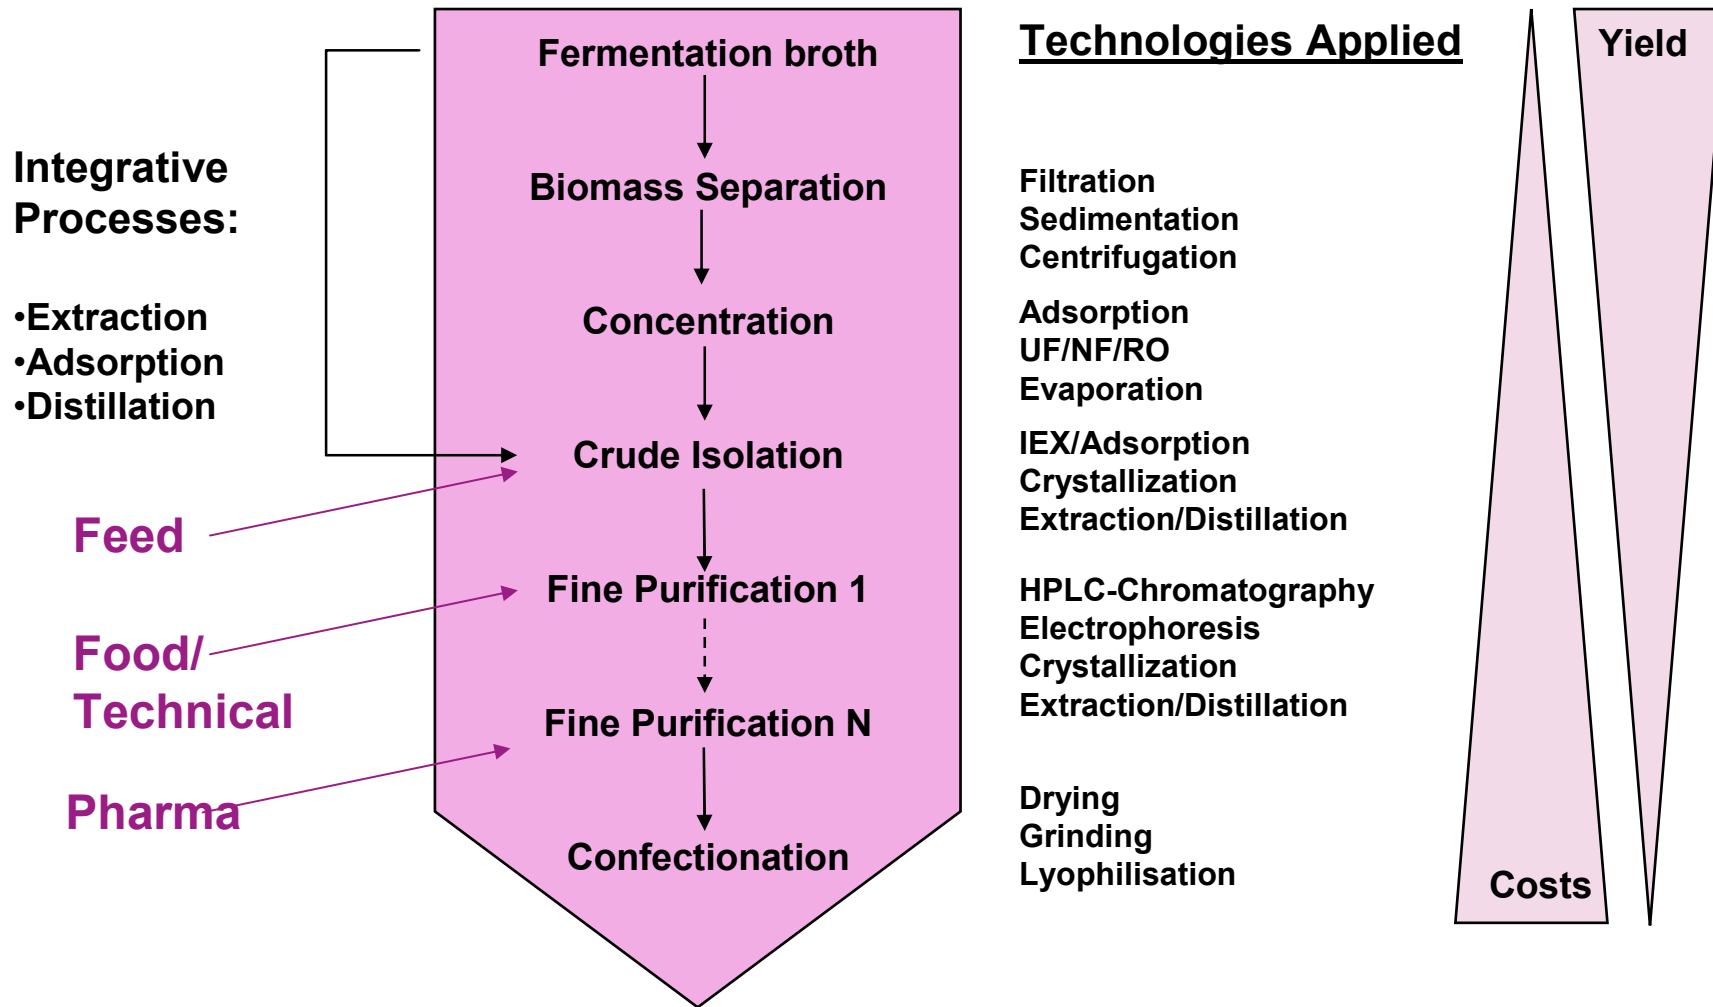 Fermentation broth
Biomass Separation
Concentration
Crude Isolation
Fine Purification 1
Fine Purification N
Confectionation
Integrative
Processes:
•Extraction
•Adsorption
•Distillation
Feed
Food/
Technical
Pharma
Technologies Applied
Filtration
Sedimentation
Centrifugation
Adsorption
UF/NF/RO
Evaporation
IEX/Adsorption
Crystallization
Extraction/Distillation
HPLC-Chromatography
Electrophoresis
Crystallization
Extraction/Distillation
Drying
Grinding
Lyophilisation
Costs
Yield